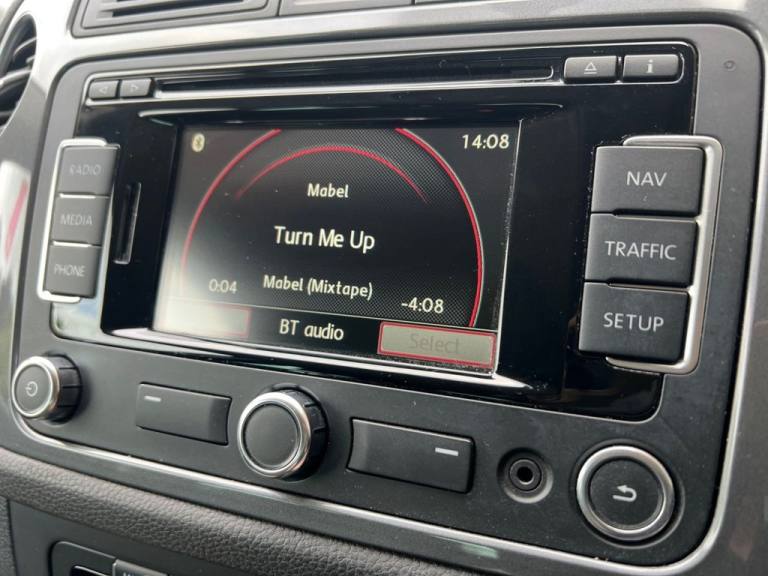 i
RADIO
MEDIA
PHONE
14:08
Mabel
Turn Me Up
Mabel (Mixtape)
0:04
-4:08
BT audio
Select
NAV
TRAFFIC
SETUP